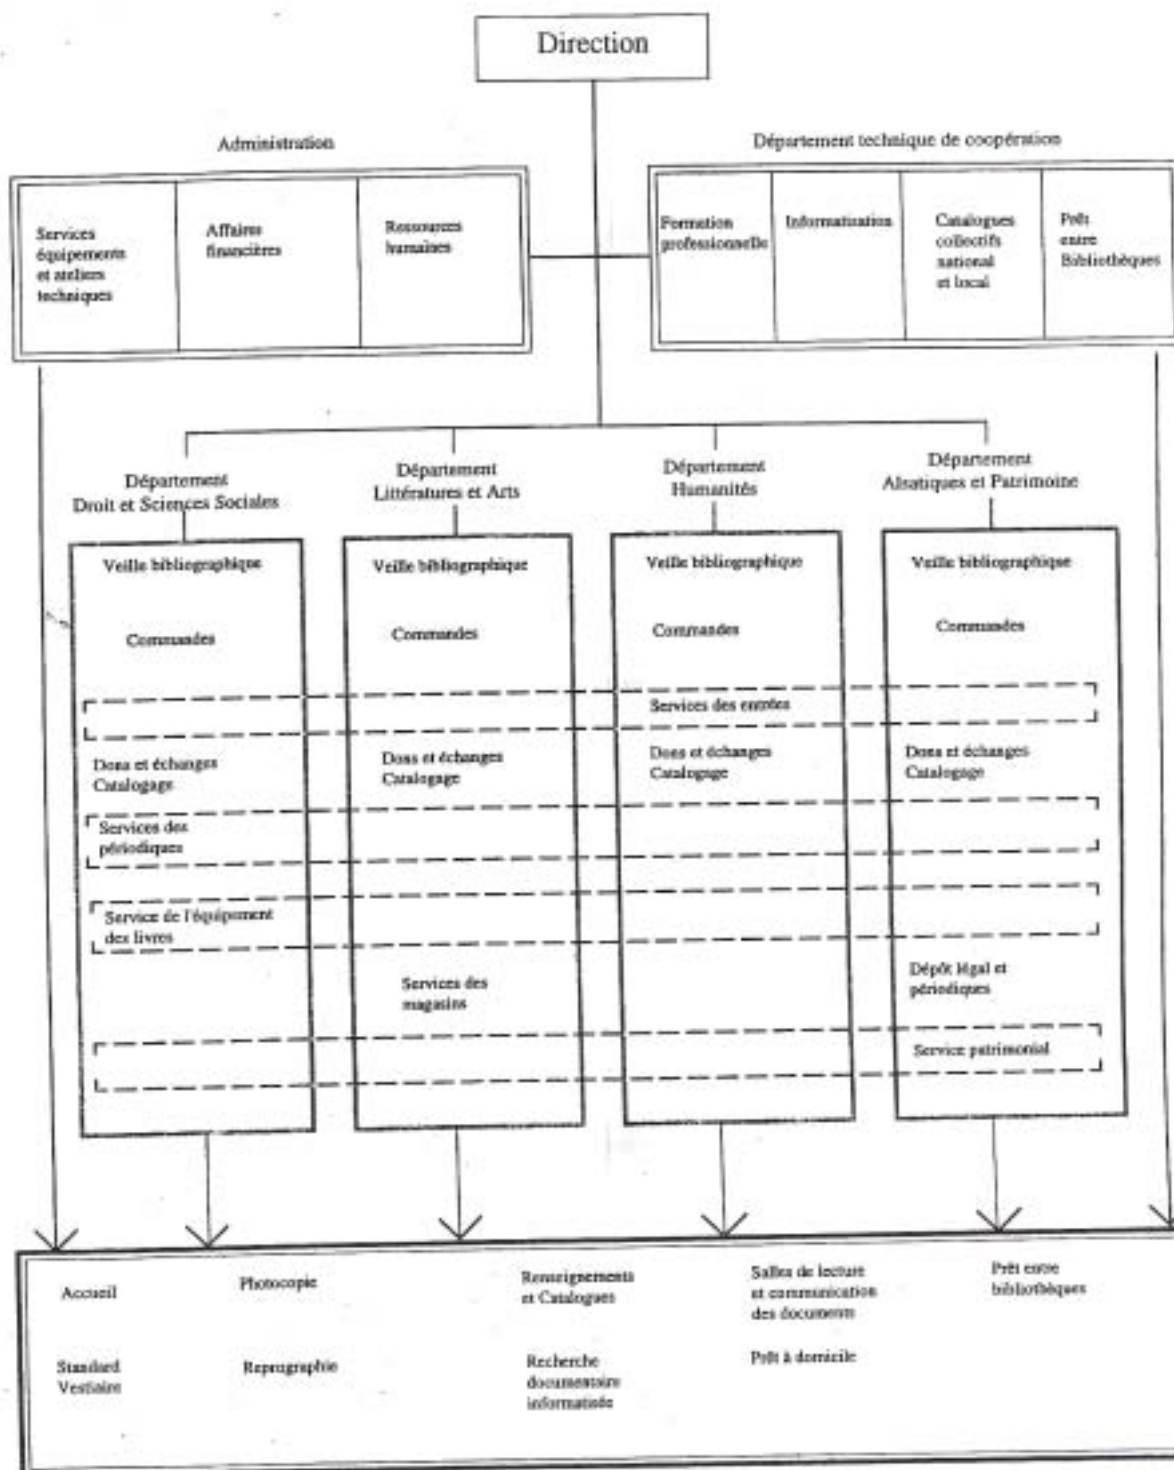 Direction
Administration
Département technique de coopération
Services
équipements
et ateliers
techniques
Affaires
financières
Ressources
humaines
Formation
professionnelle
Informatisation
Catalogues
collectifs
national
et local
Prêt
entre
Bibliothèques
Département
Droit et Sciences Sociales
Département
Littératures et Arts
Département
Humanités
Département
Alsatiques et Patrimoine
Veille bibliographique
Veille bibliographique
Veille bibliographique
Veille bibliographique
Commandes
Commandes
Commandes
Commandes
Services des entrées
Dons et échanges
Catalogage
Dons et échanges
Catalogage
Dons et échanges
Catalogage
Dons et échanges
Catalogage
Services des
périodiques
Service de l'équipement
des livres
Services des
magasins
Dépôt légal et
périodiques
Service patrimonial
Accueil
Photocopie
Renseignements
et Catalogues
Salles de lecture
et communication
des documents
Prêt entre
bibliothèques
Standard
Vestiaire
Reprographie
Recherche
documentaire
informatisée
Prêt à domicile